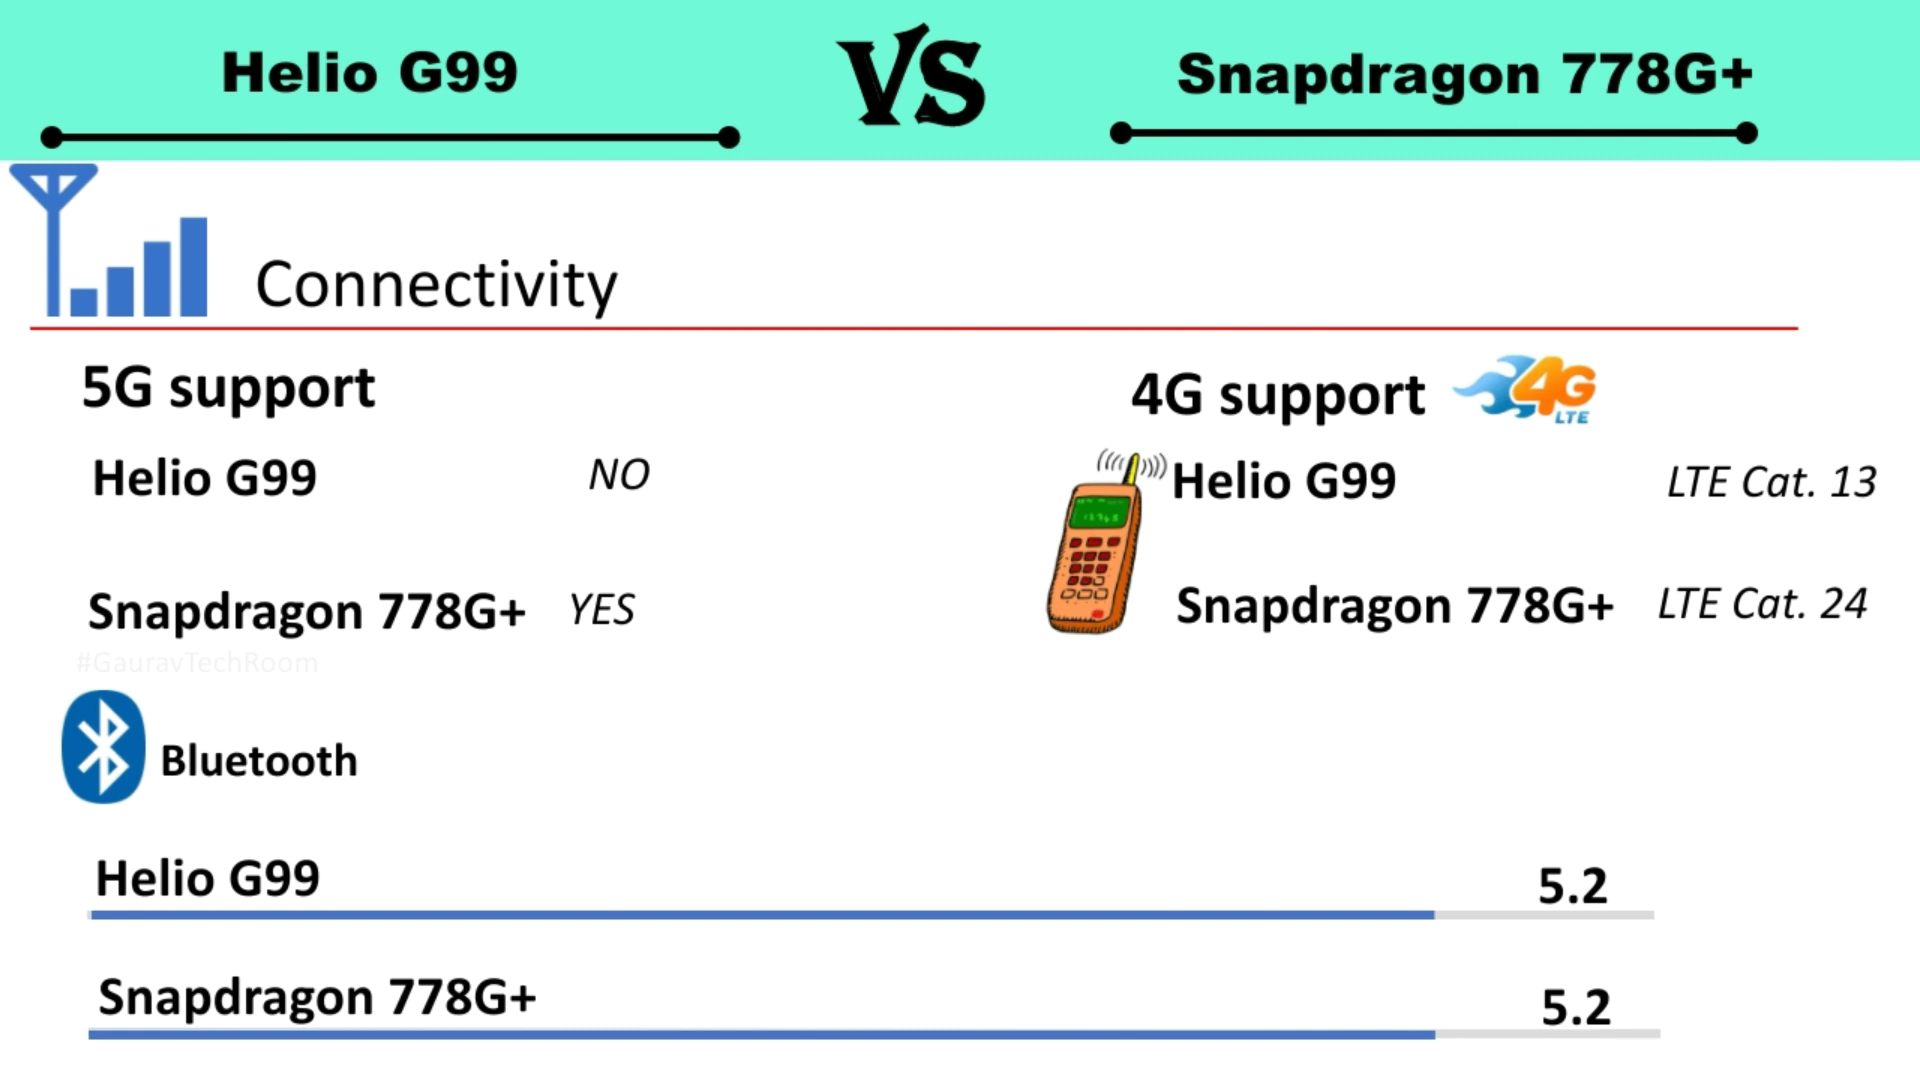 Helio G99
VS
Snapdragon 778G+
Connectivity
5G support
Helio G99 NO
Snapdragon 778G+ YES
#GauravTechRoom
4G support
4G
LTE
Helio G99 LTE Cat. 13
Snapdragon 778G+ LTE Cat. 24
Bluetooth
Helio G99 5.2
Snapdragon 778G+ 5.2